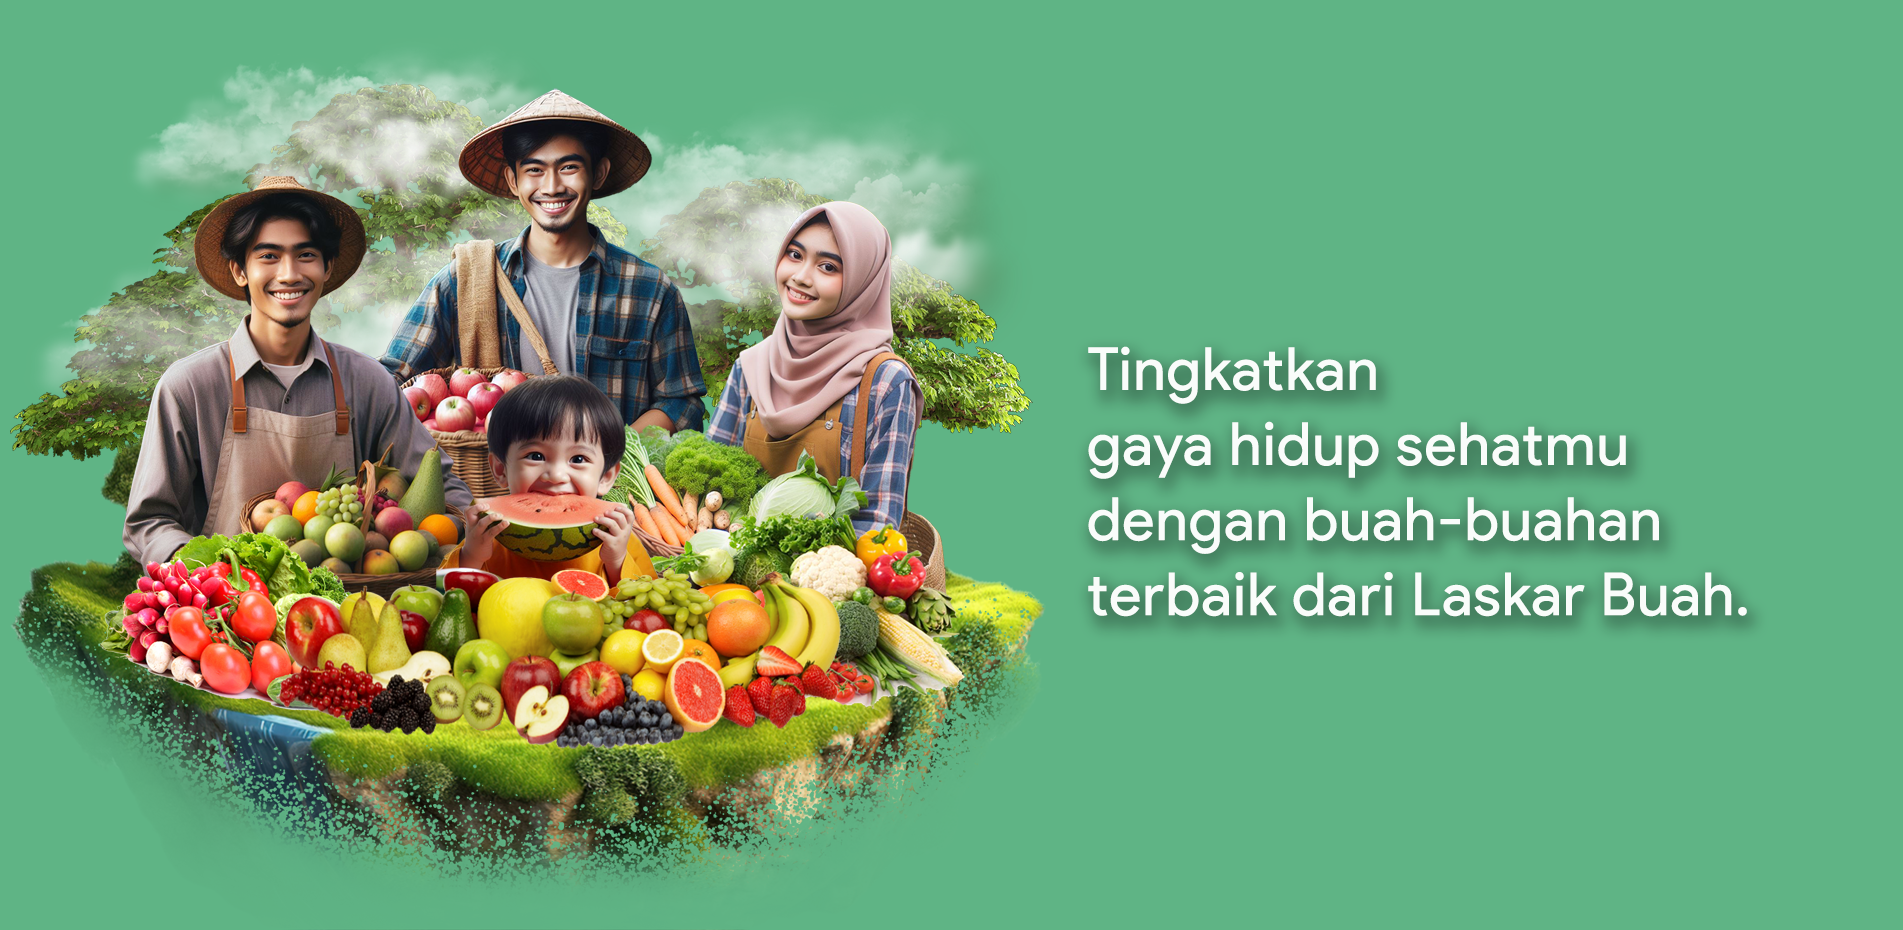 Tingkatkan
gaya hidup sehatmu
dengan buah-buahan
terbaik dari Laskar Buah.